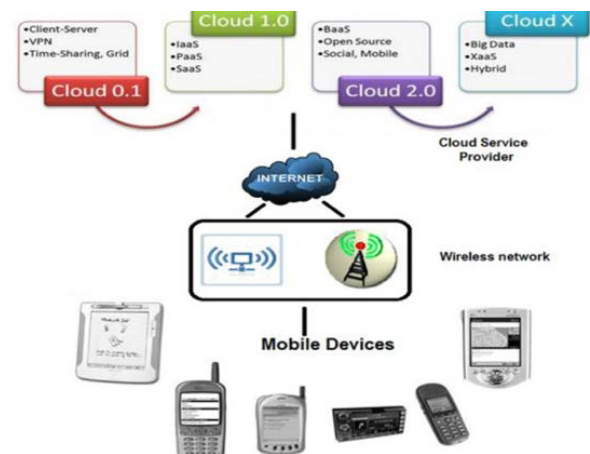 •Client-Server
•VPN
•Time-Sharing, Grid
Cloud 0.1
Cloud 1.0
•IaaS
•PaaS
•SaaS
•BaaS
•Open Source
•Social, Mobile
Cloud 2.0
Cloud X
•Big Data
•XaaS
•Hybrid
Cloud Service
Provider
INTERNET
Wireless network
Mobile Devices